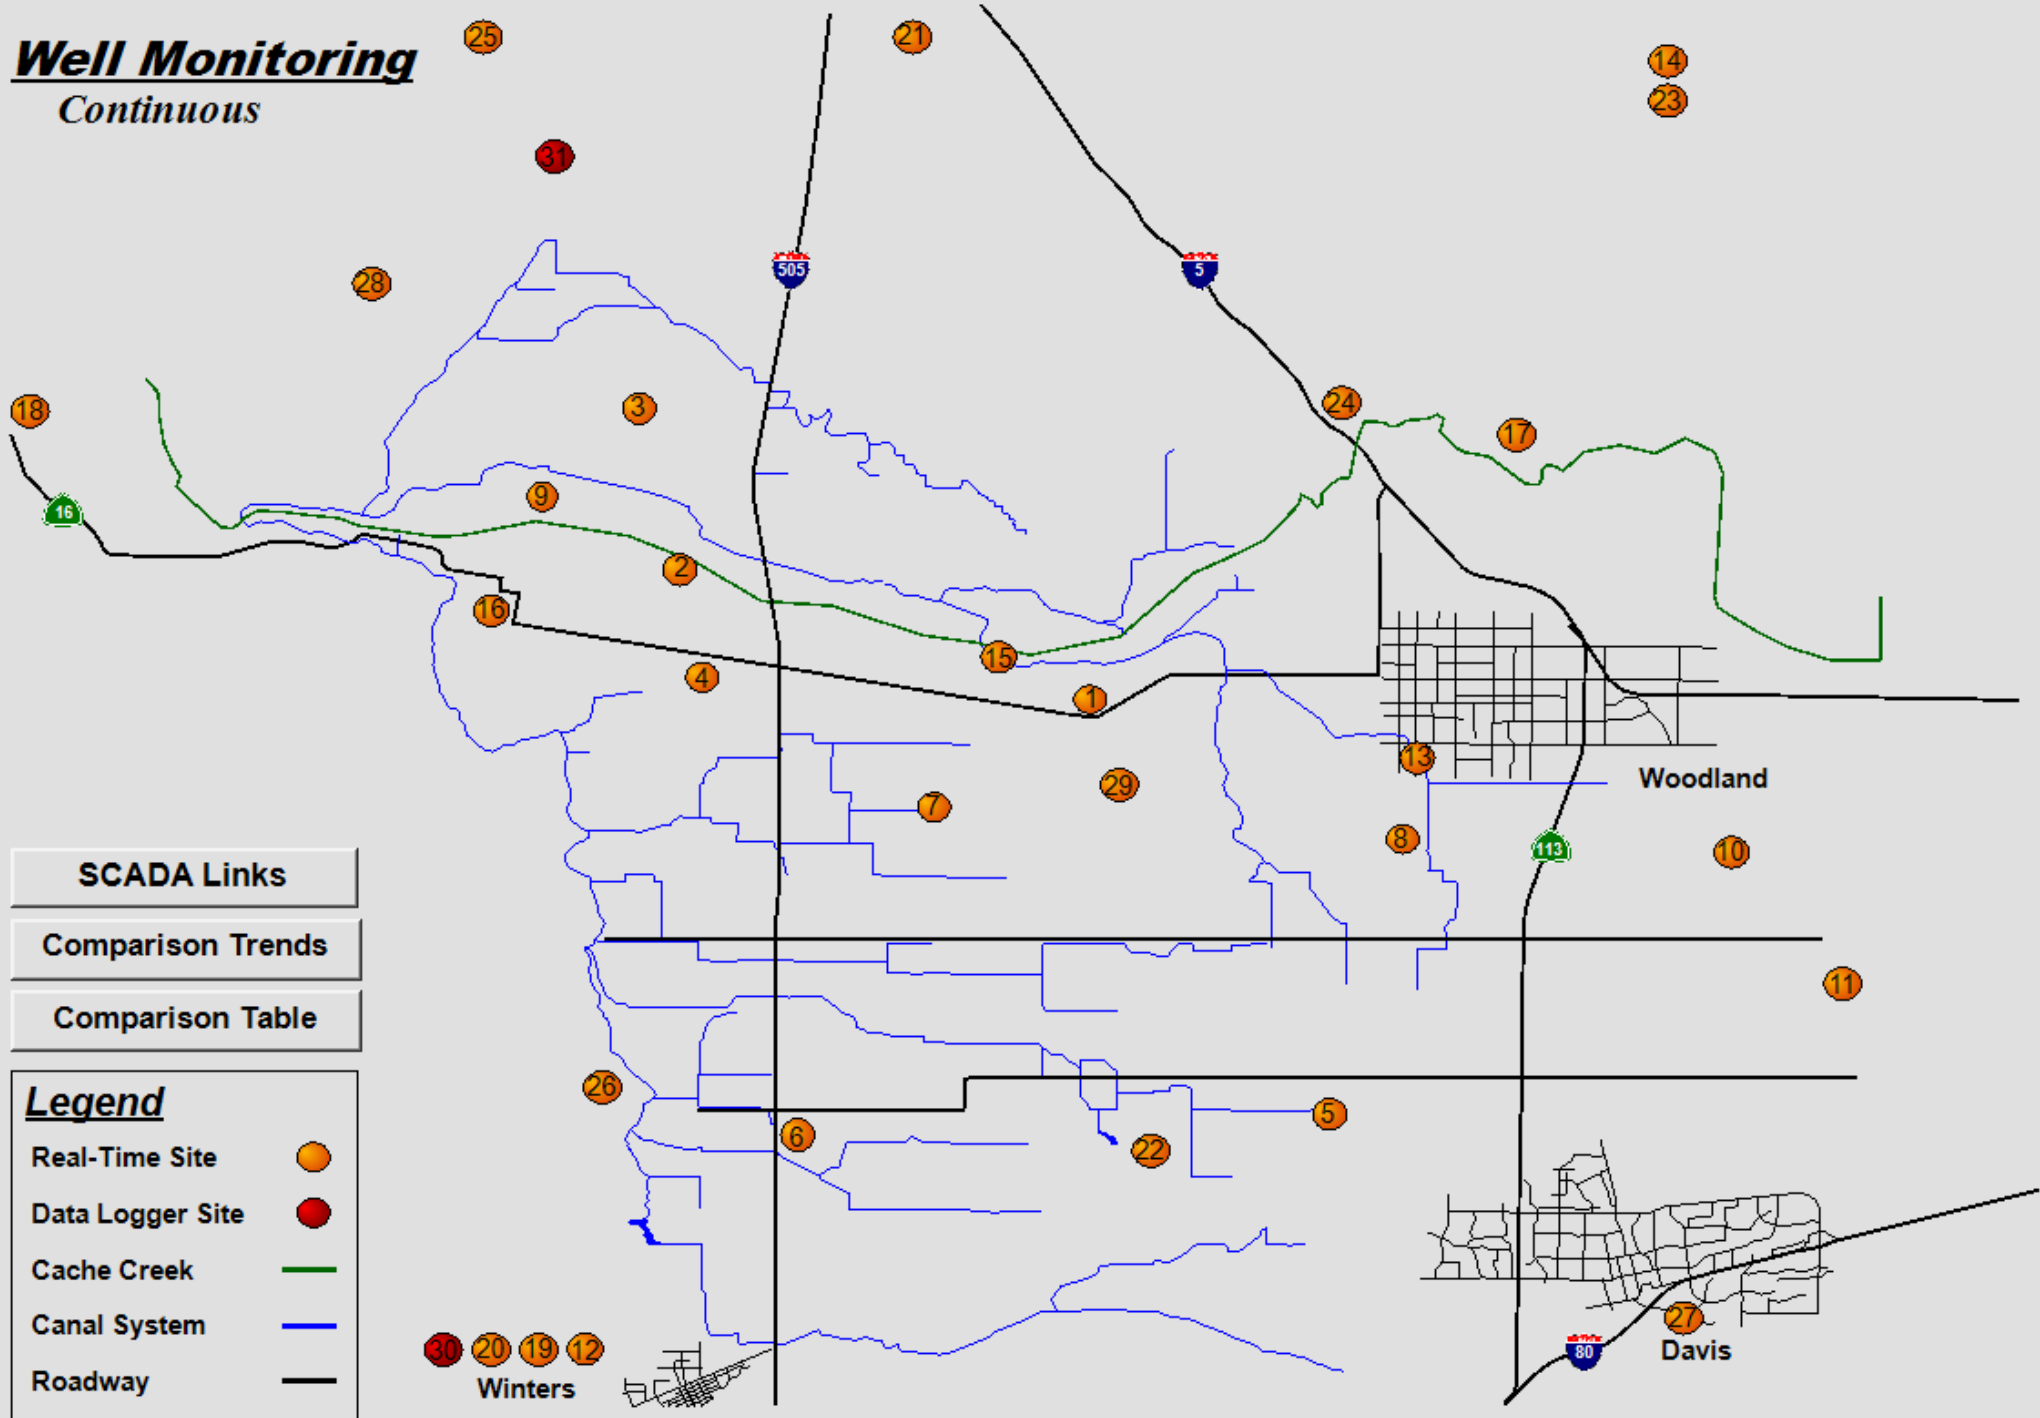 25
21
Well Monitoring
14
Continuous
23
31
505
5
28
18
3
24
17
9
16
2
16
15
4
1
13
Woodland
29
7
8
113
10
SCADA Links
Comparison Trends
11
Comparison Table
26
Legend
5
6
22
Real-Time Site
Data Logger Site
Cache Creek
27
Canal System
30 20 19 12
80
Davis
Roadway
Winters